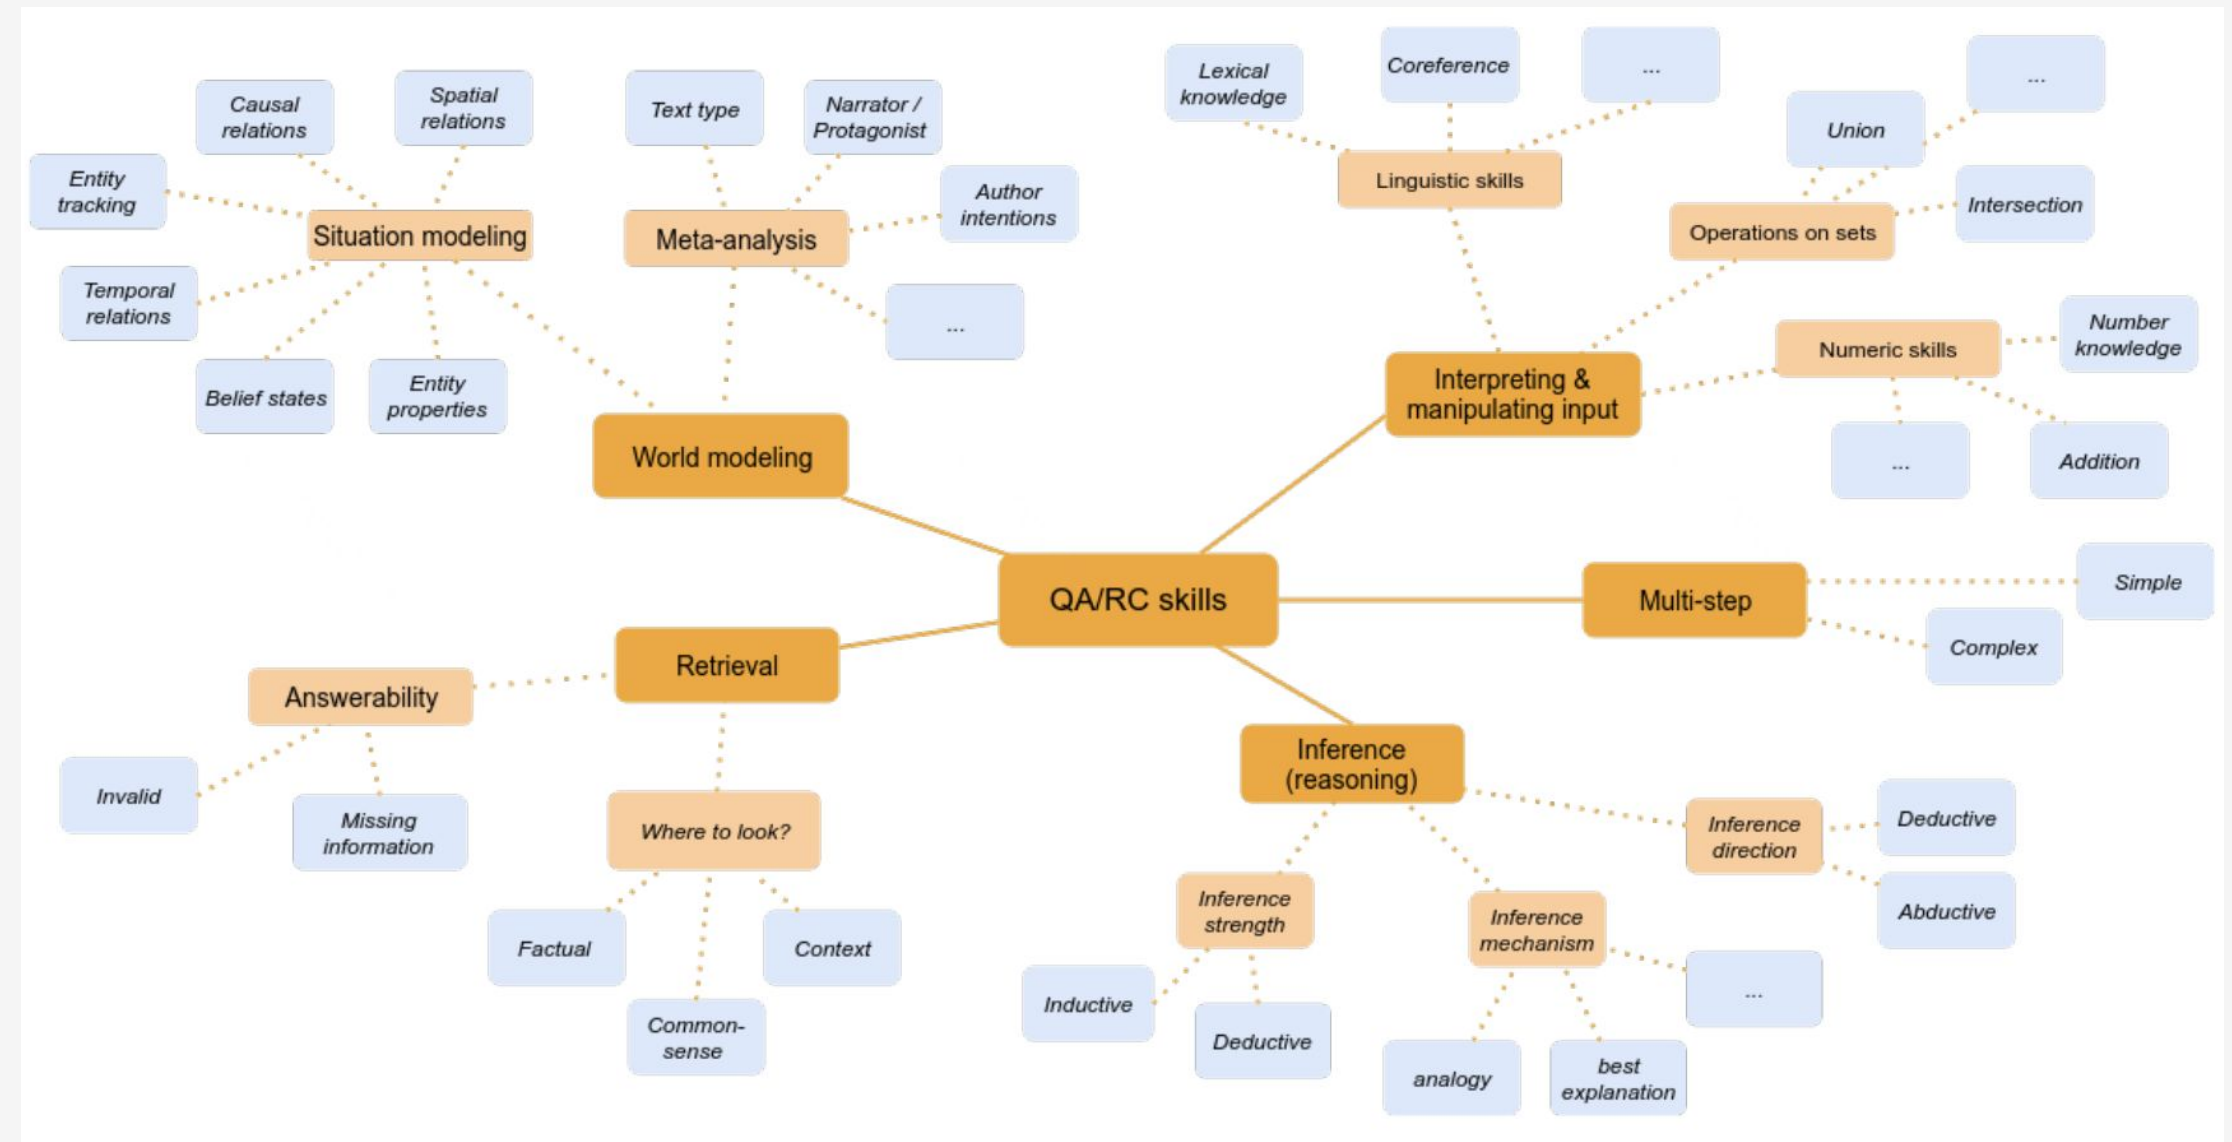 Causal
relations
Spatial
relations
Entity
tracking
Situation modeling
Temporal
relations
Belief states
Entity
properties
Text type
Narrator /
Protagonist
Author
intentions
Meta-analysis
...
World modeling
Lexical
knowledge
Coreference
...
Linguistic skills
Union
...
Intersection
Operations on sets
Numeric skills
Number
knowledge
...
Addition
Interpreting &
manipulating input
QA/RC skills
Multi-step
Simple
Complex
Retrieval
Answerability
Invalid
Missing
information
Where to look?
Factual
Common-
sense
Context
Inference
(reasoning)
Inference
strength
Inductive
Deductive
Inference
mechanism
analogy
best
explanation
...
Inference
direction
Deductive
Abductive